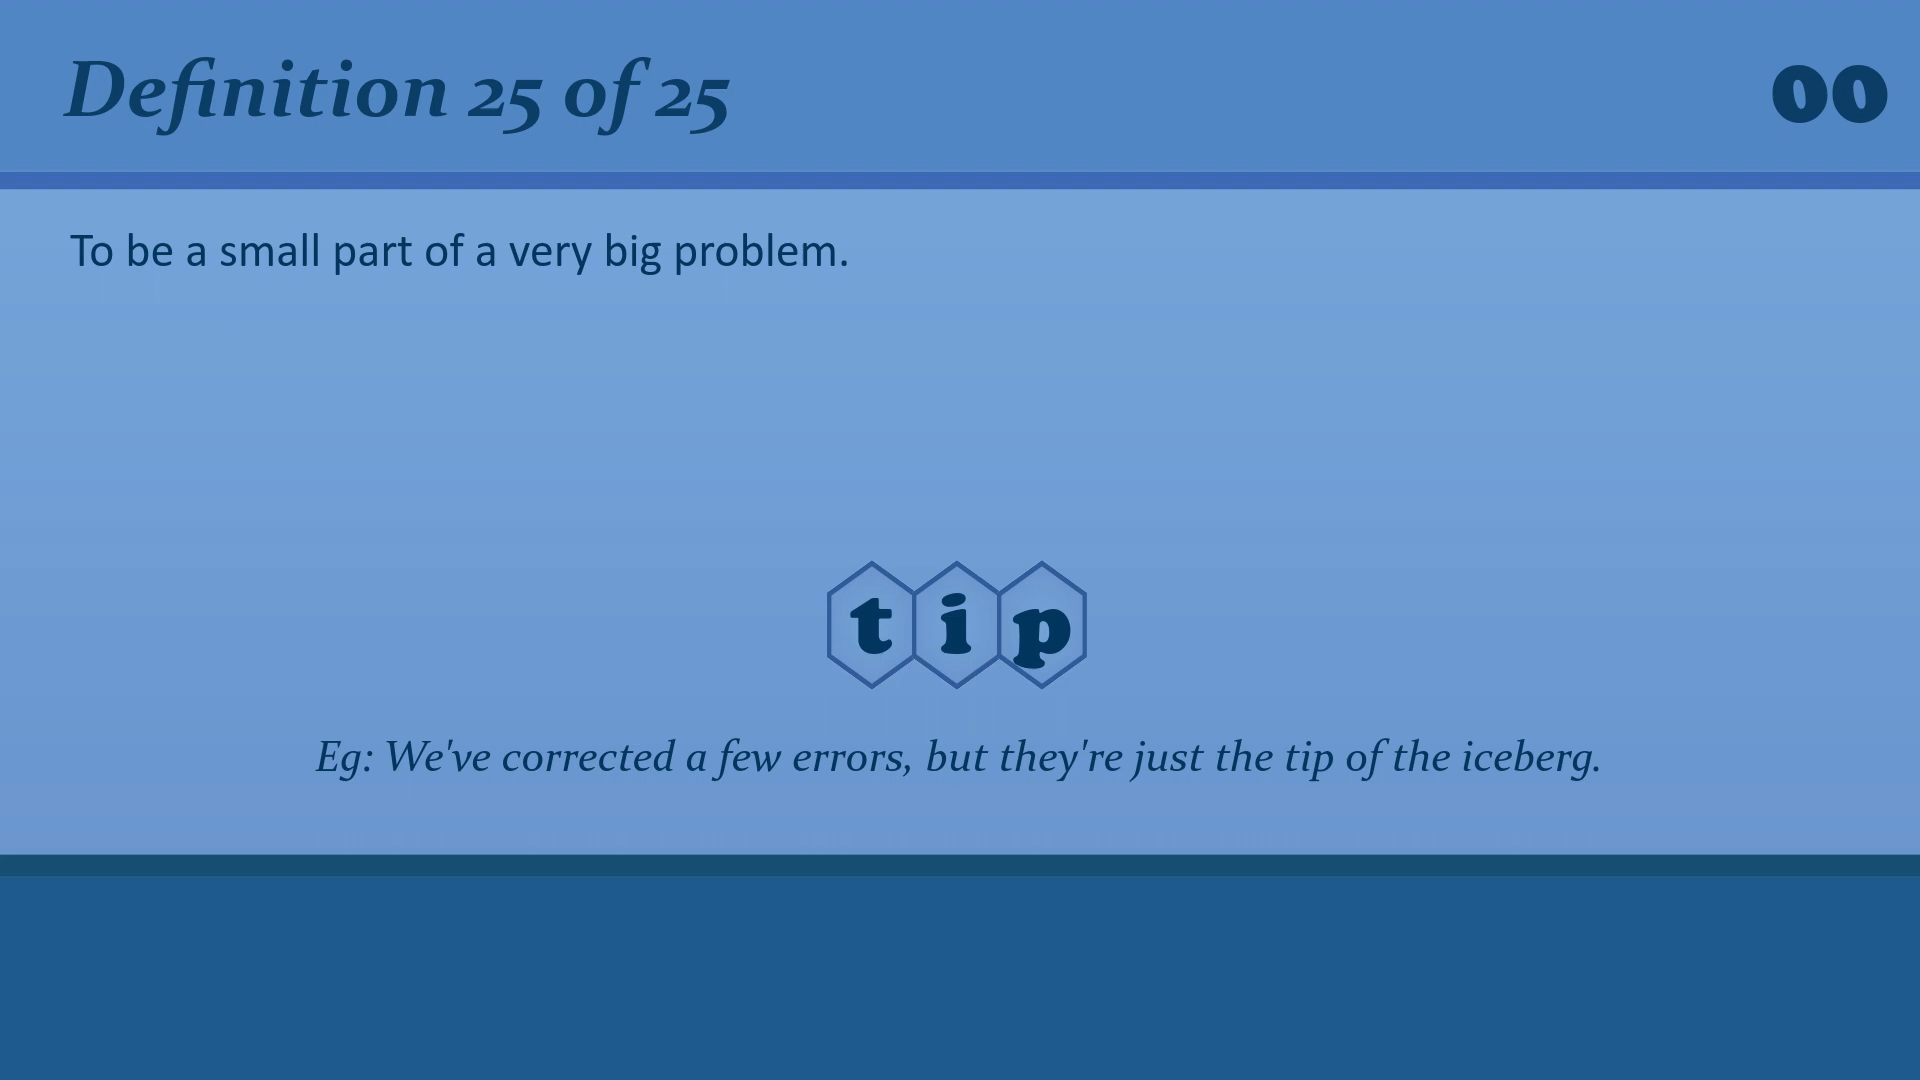 Definition 25 of 25
00
To be a small part of a very big problem.
tip
Eg: We've corrected a few errors, but they're just the tip of the iceberg.